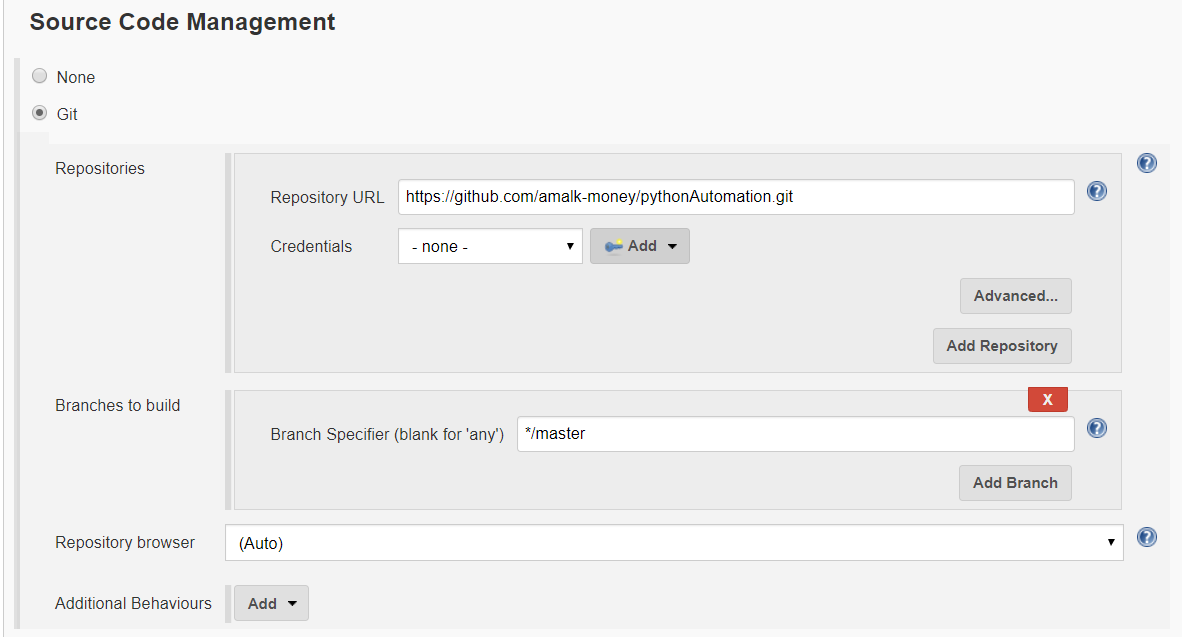 Source Code Management
None
Git
Repositories
Repository URL https://github.com/amalk-money/pythonAutomation.git
Credentials - none - Add
Advanced...
Add Repository
Branches to build
X
Branch Specifier (blank for 'any') */master
Add Branch
Repository browser (Auto)
Additional Behaviours Add